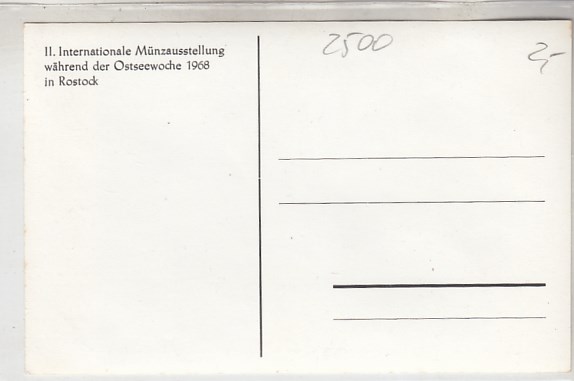 II. Internationale Münzausstellung
während der Ostseewoche 1968
in Rostock
2500
2,-